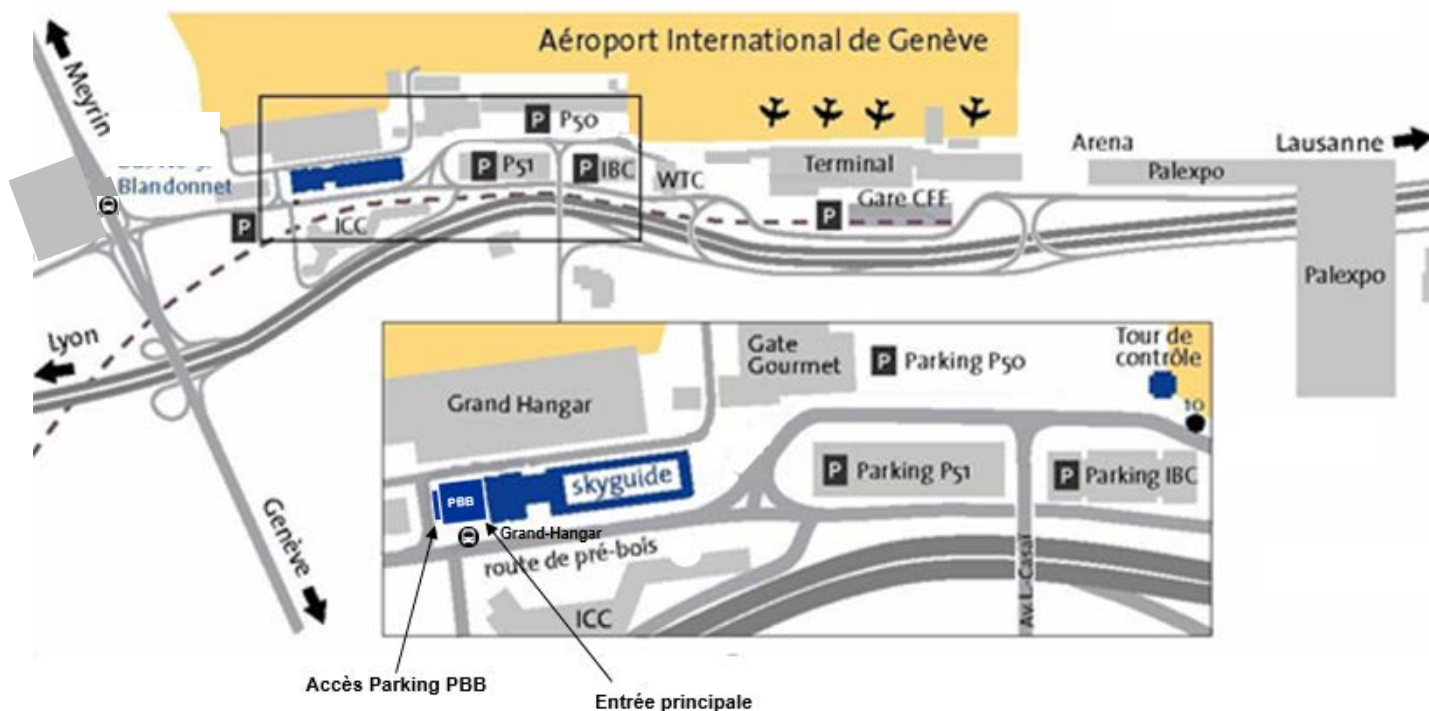 Aéroport International de Genève
Meyrin
P P50
Arena
Lausanne
P P51
P IBC
Terminal
Palexpo
Blandonnet
WTC
Gare CFF
P
P
ICC
Palexpo
Lyon
Genève
Gate
Gourmet
P Parking P50
Tour de
contrôle
10
Grand Hangar
P Parking P51
P Parking IBC
skyguide
PBB
Grand-Hangar
route de pré-bois
Av. L.-Casaï
ICC
Accès Parking PBB
Entrée principale